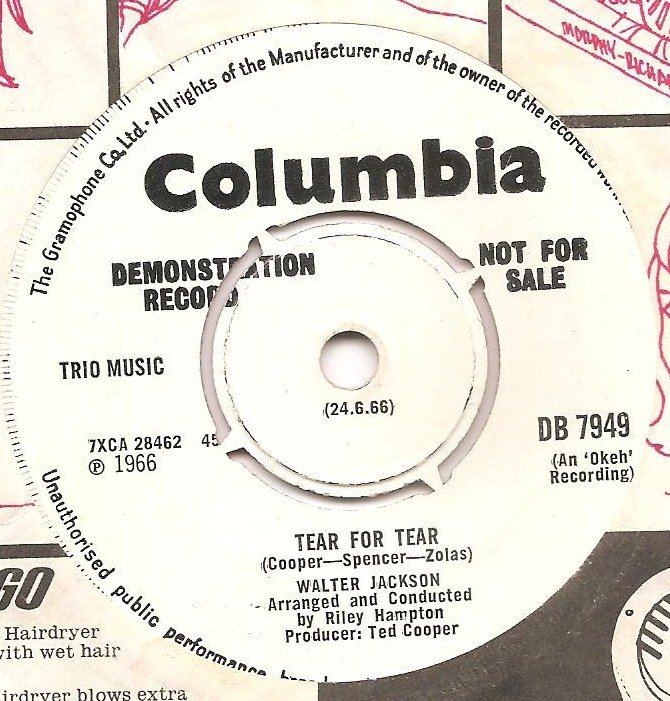 The Gramophone Co. Ltd. · All rights of the Manufacturer and of the owner of the recorded
Columbia
DEMONSTRATION
RECORD
NOT FOR
SALE
TRIO MUSIC
(24.6.66)
7XCA 28462 45
℗ 1966
DB 7949
(An 'Okeh'
Recording)
TEAR FOR TEAR
(Cooper—Spencer—Zolas)
WALTER JACKSON
Arranged and Conducted
by Riley Hampton
Producer: Ted Cooper
Unauthorised public performance
MORPHY-RICHA
GO
Hairdryer
with wet hair
irdryer blows extra